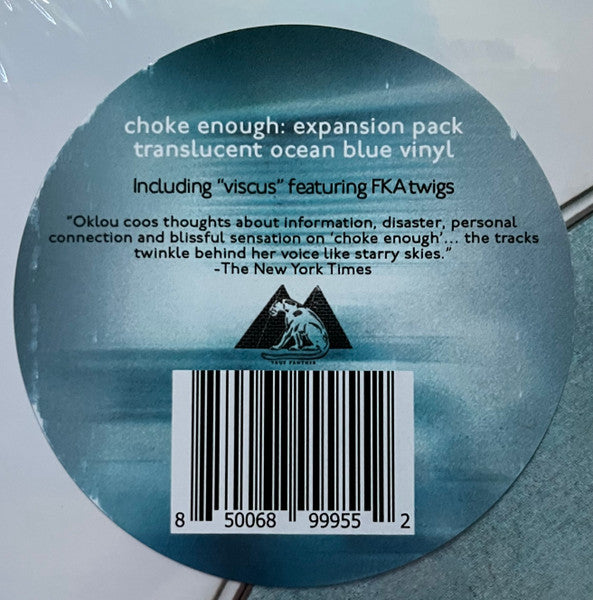 choke enough: expansion pack
translucent ocean blue vinyl
Including "viscus" featuring FKA twigs
"Oklou coos thoughts about information, disaster, personal
connection and blissful sensation on 'choke enough'... the tracks
twinkle behind her voice like starry skies."
-The New York Times
TRUE PANTHER
8 50068 99955 2